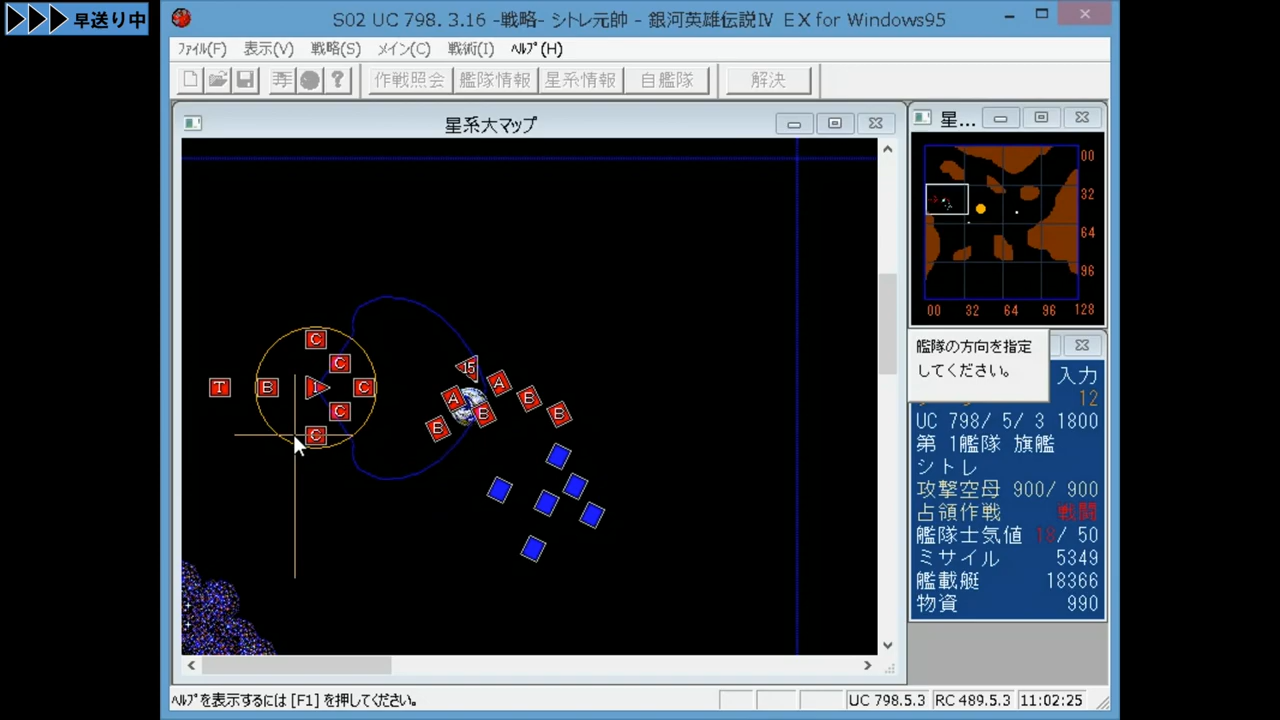 早送り中
S02 UC 798. 3.16 -戦略- シトレ元帥 - 銀河英雄伝説Ⅳ EX for Windows95
ﾌｧｲﾙ(F) 表示(V) 戦略(S) メイン(C) 戦術(I) ﾍﾙﾌﾟ(H)
作戦照会 艦隊情報 星系情報 自艦隊 解決
星系大マップ
星...
00
32
64
96
00 32 64 96 128
艦隊の方向を指定
してください。
入力
12
UC 798/ 5/ 3 1800
第 1艦隊 旗艦
シトレ
攻撃空母 900/ 900
占領作戦 戦闘
艦隊士気値 18/ 50
ミサイル 5349
艦載艇 18366
物資 990
C
C
T B 1 C
C
C
15
A A
B B B B
ﾍﾙﾌﾟを表示するには [F1] を押してください。
UC 798.5.3 RC 489.5.3 11:02:25